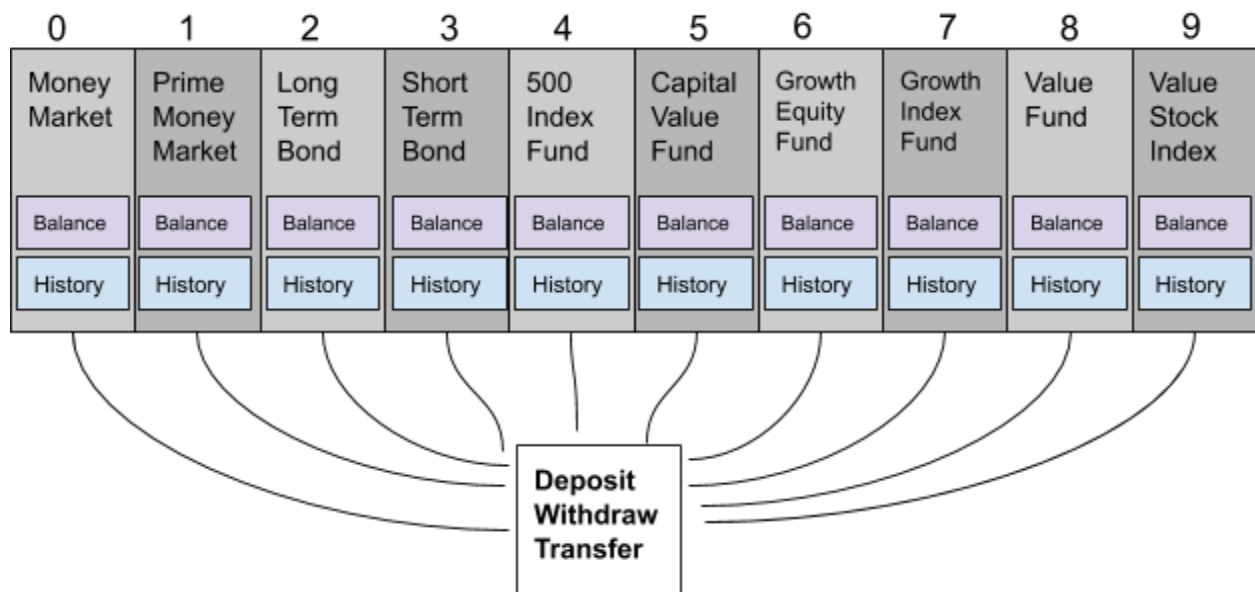 0 1 2 3 4 5 6 7 8 9
Money
Market
Prime
Money
Market
Long
Term
Bond
Short
Term
Bond
500
Index
Fund
Capital
Value
Fund
Growth
Equity
Fund
Growth
Index
Fund
Value
Fund
Value
Stock
Index
Balance Balance Balance Balance Balance Balance Balance Balance Balance Balance
History History History History History History History History History History
Deposit
Withdraw
Transfer